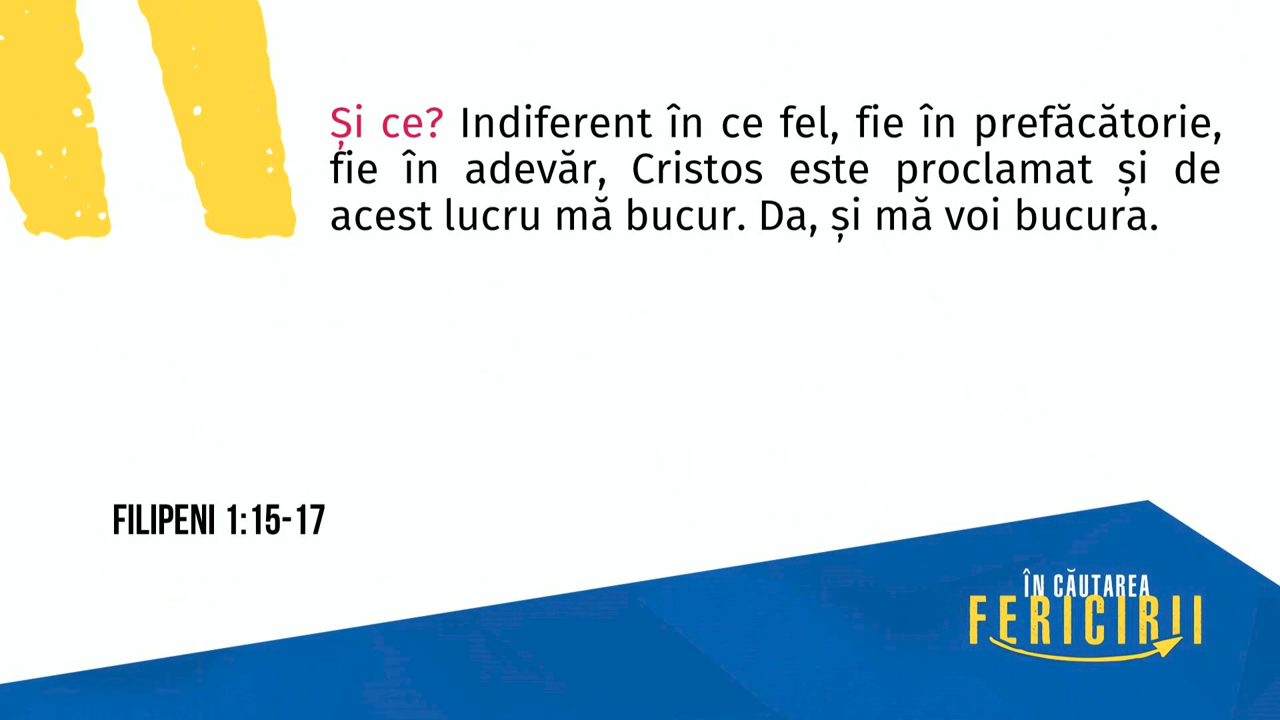 Și ce? Indiferent în ce fel, fie în prefăcătorie,
fie în adevăr, Cristos este proclamat și de
acest lucru mă bucur. Da, și mă voi bucura.
FILIPENI 1:15-17
ÎN CĂUTAREA
FERICIRII